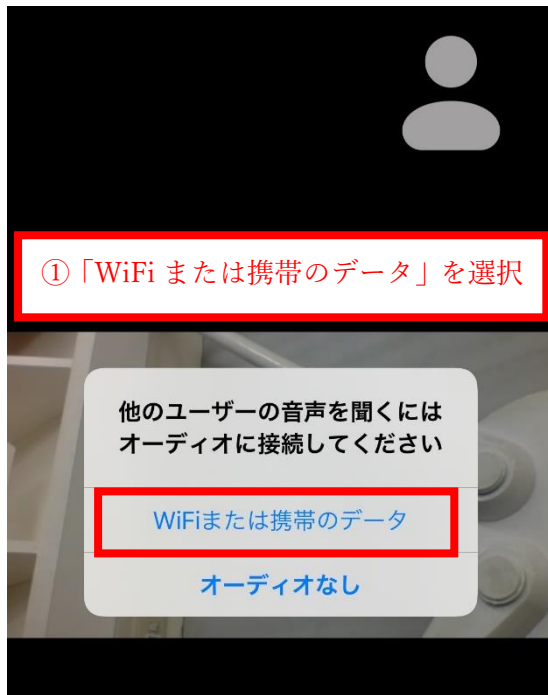 ①「WiFi または携帯のデータ」を選択
他のユーザーの音声を聞くには
オーディオに接続してください
WiFiまたは携帯のデータ
オーディオなし